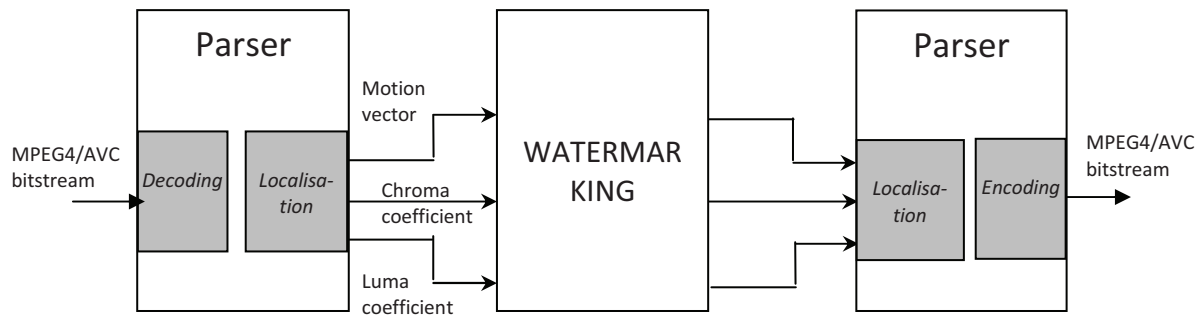 Parser
Parser
Motion
vector
MPEG4/AVC
bitstream
Decoding
Localisa-
tion
Chroma
coefficient
Luma
coefficient
WATERMAR
KING
Localisa-
tion
Encoding
MPEG4/AVC
bitstream